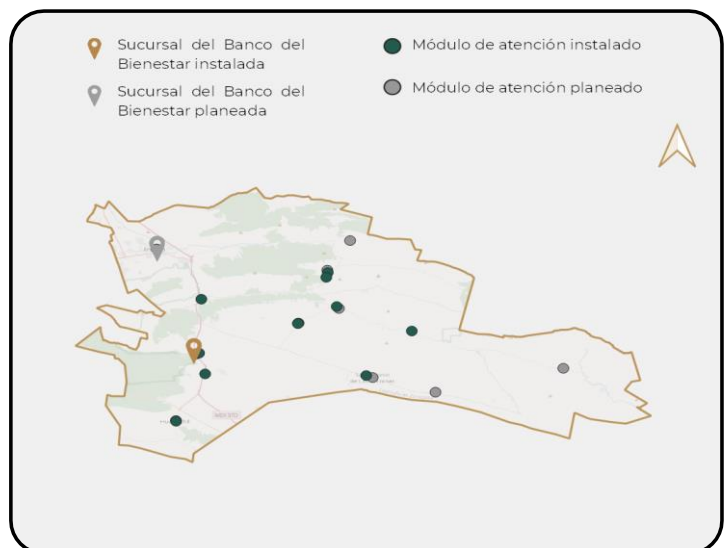 Sucursal del Banco del
Bienestar instalada
Sucursal del Banco del
Bienestar planeada
Módulo de atención instalado
Módulo de atención planeado